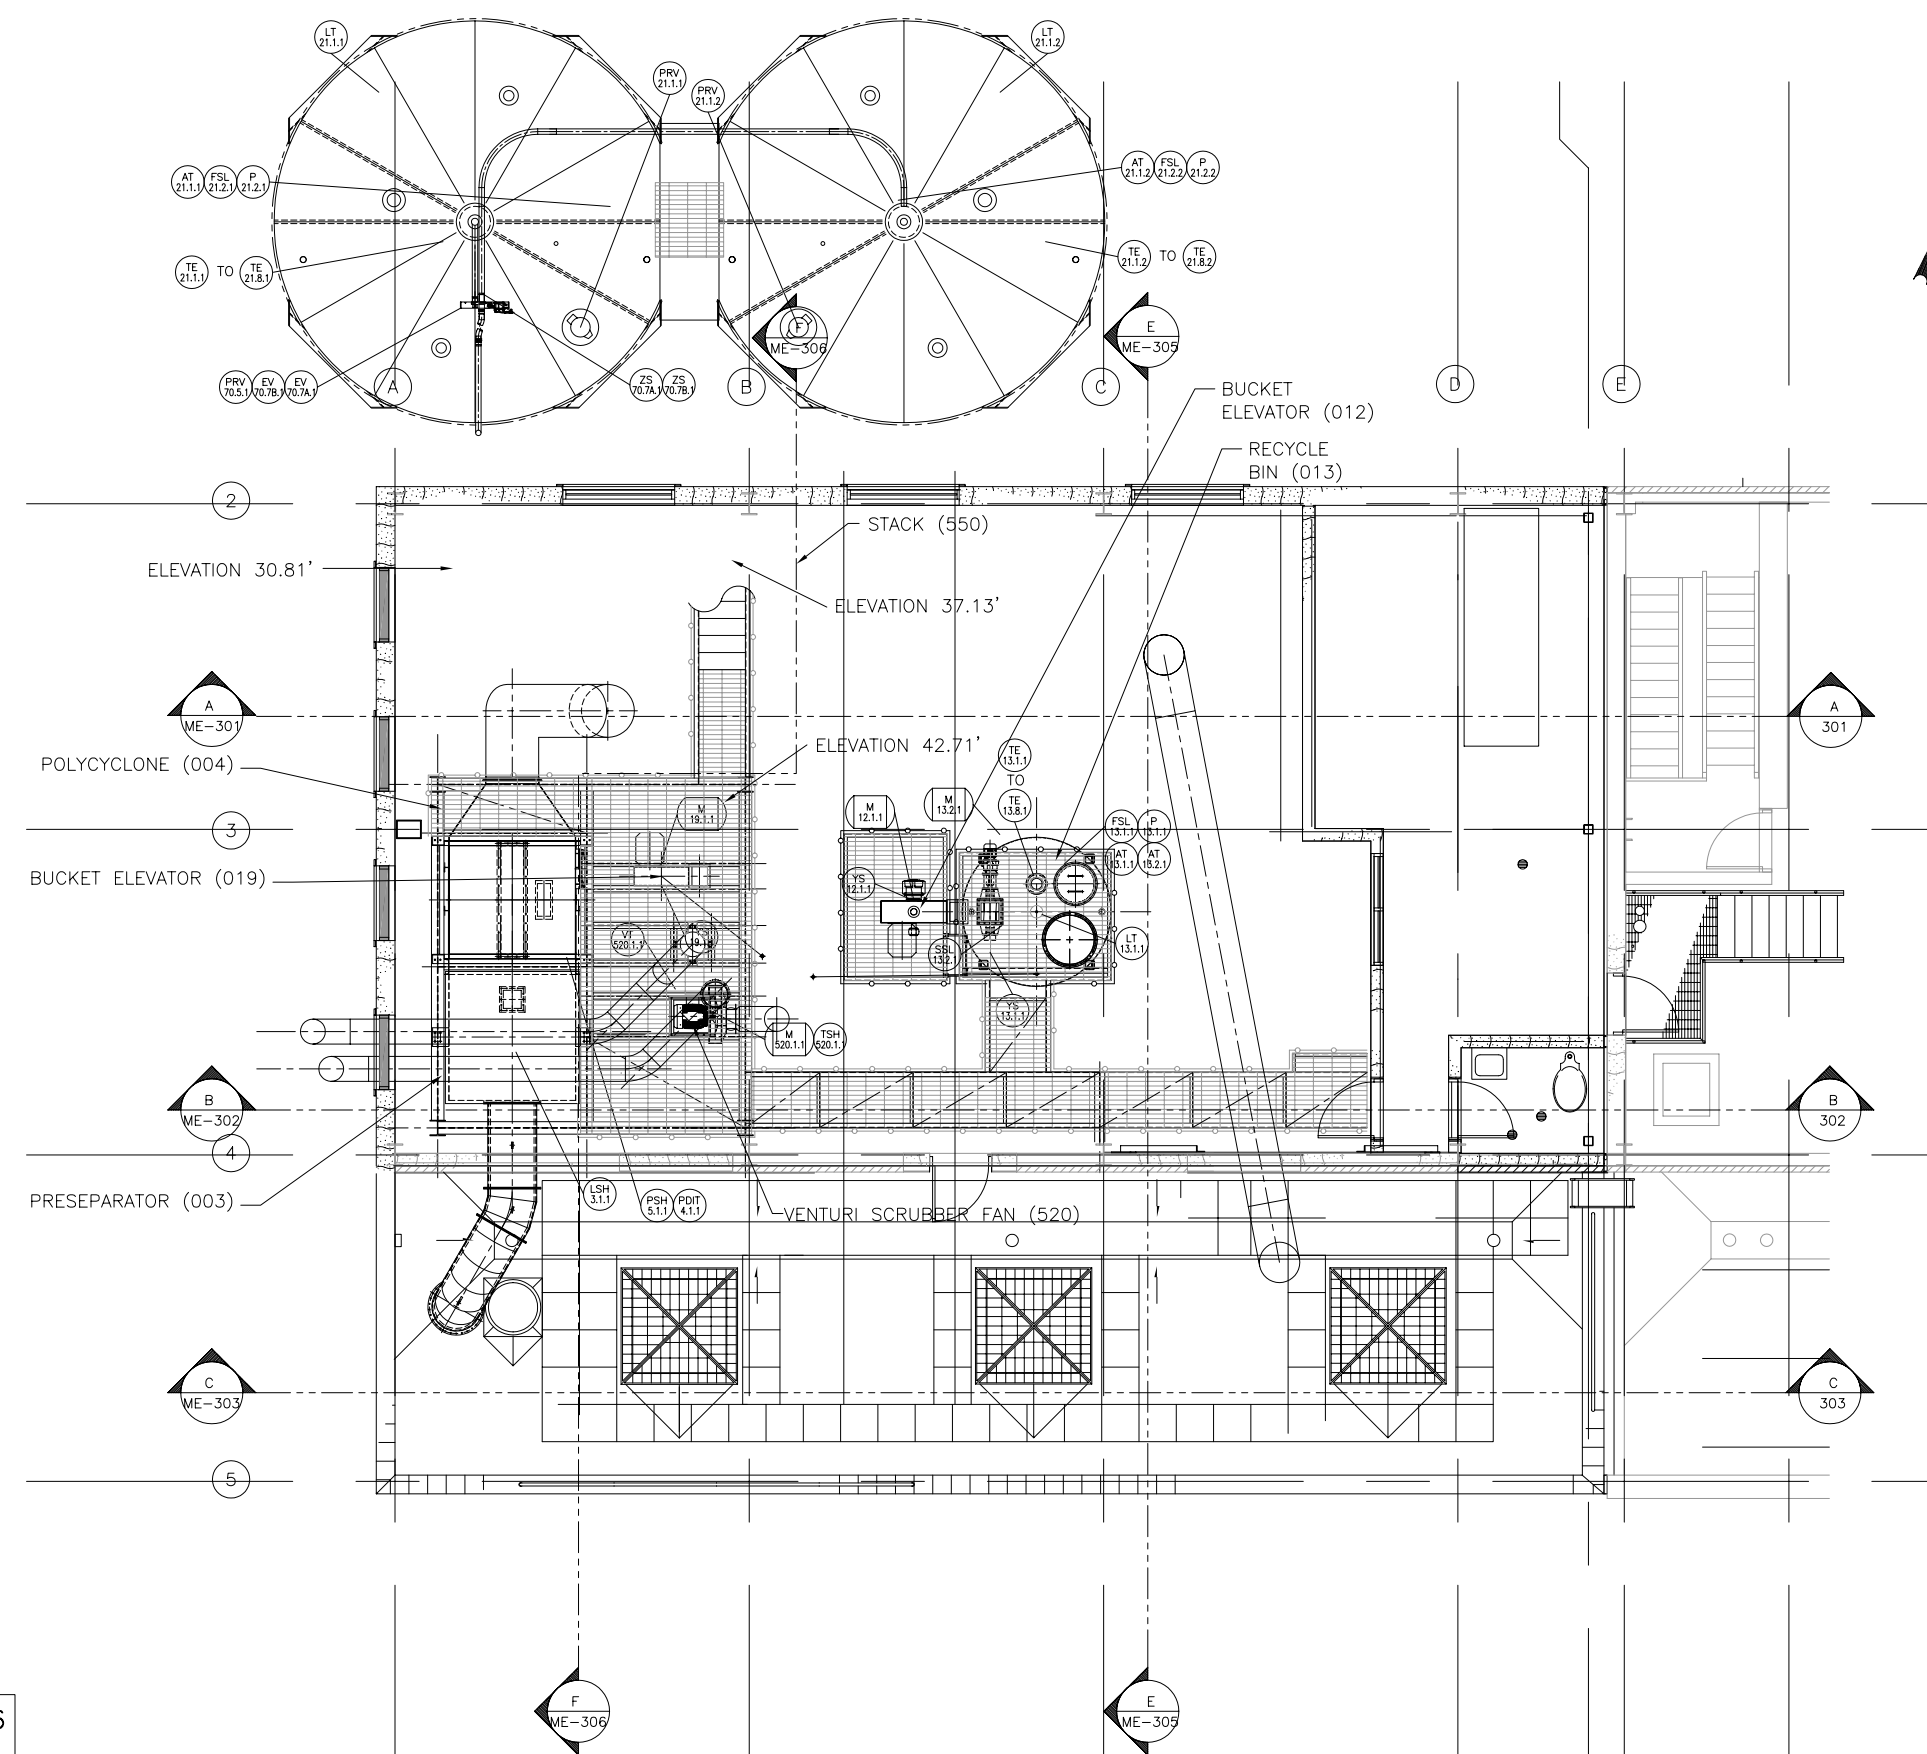 LT
21.1.1
LT
21.1.2
PRV
21.1.1
PRV
21.1.2
AT
21.1.1
FSL
21.2.1
P
21.2.1
AT
21.1.2
FSL
21.2.2
P
21.2.2
TE
21.1.1
TO
TE
21.8.1
TE
21.1.2
TO
TE
21.8.2
F
ME-306
E
ME-305
PRV
70.5.1
EV
70.7B.1
EV
70.7A.1
A
ZS
70.7A.1
ZS
70.7B.1
B
C
D
E
BUCKET
ELEVATOR (012)
RECYCLE
BIN (013)
2
STACK (550)
ELEVATION 30.81'
ELEVATION 37.13'
A
ME-301
A
301
ELEVATION 42.71'
POLYCYCLONE (004)
TE
13.1.1
TO
TE
13.8.1
M
19.1.1
M
12.1.1
M
13.2.1
3
FSL
13.1.1
P
13.1.1
AT
13.1.1
AT
13.2.1
BUCKET ELEVATOR (019)
YS
12.1.1
VT
520.1.1
SSL
13.2.1
LT
13.1.1
YS
13.1.1
M
520.1.1
TSH
520.1.1
B
ME-302
B
302
4
PRESEPARATOR (003)
LSH
3.1.1
PSH
5.1.1
PDIT
4.1.1
VENTURI SCRUBBER FAN (520)
C
ME-303
C
303
5
F
ME-306
E
ME-305